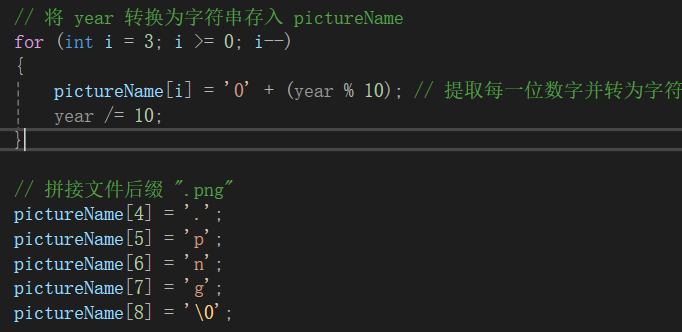 // 将 year 转换为字符串存入 pictureName
for (int i = 3; i >= 0; i--)
{
pictureName[i] = '0' + (year % 10); // 提取每一位数字并转为字符
year /= 10;
}
// 拼接文件后缀 ".png"
pictureName[4] = '.';
pictureName[5] = 'p';
pictureName[6] = 'n';
pictureName[7] = 'g';
pictureName[8] = '\0';